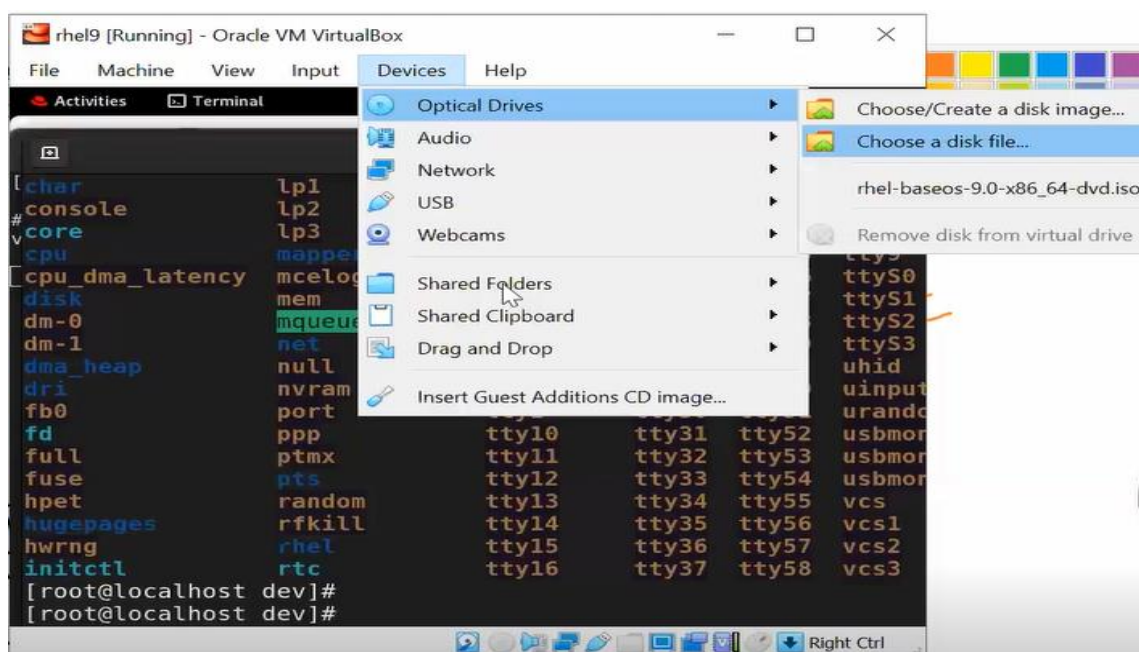 rhel9 [Running] - Oracle VM VirtualBox
File Machine View Input Devices Help
Activities Terminal
Optical Drives
Audio
Network
USB
Webcams
Shared Folders
Shared Clipboard
Drag and Drop
Insert Guest Additions CD image...
Choose/Create a disk image...
Choose a disk file...
rhel-baseos-9.0-x86_64-dvd.iso
Remove disk from virtual drive
char lp1
console lp2
core lp3
cpu
cpu_dma_latency ttyS0
disk mem ttyS1
dm-0 mqueue ttyS2
dm-1 net ttyS3
dma_heap null uhid
dri nvram
fb0 port
fd ppp tty10 tty31 tty52
full ptmx tty11 tty32 tty53
fuse pts tty12 tty33 tty54
hpet random tty13 tty34 tty55 vcs
hugepages rfkill tty14 tty35 tty56 vcs1
hwrng rhel tty15 tty36 tty57 vcs2
initctl rtc tty16 tty37 tty58 vcs3
[root@localhost dev]#
[root@localhost dev]#
Right Ctrl